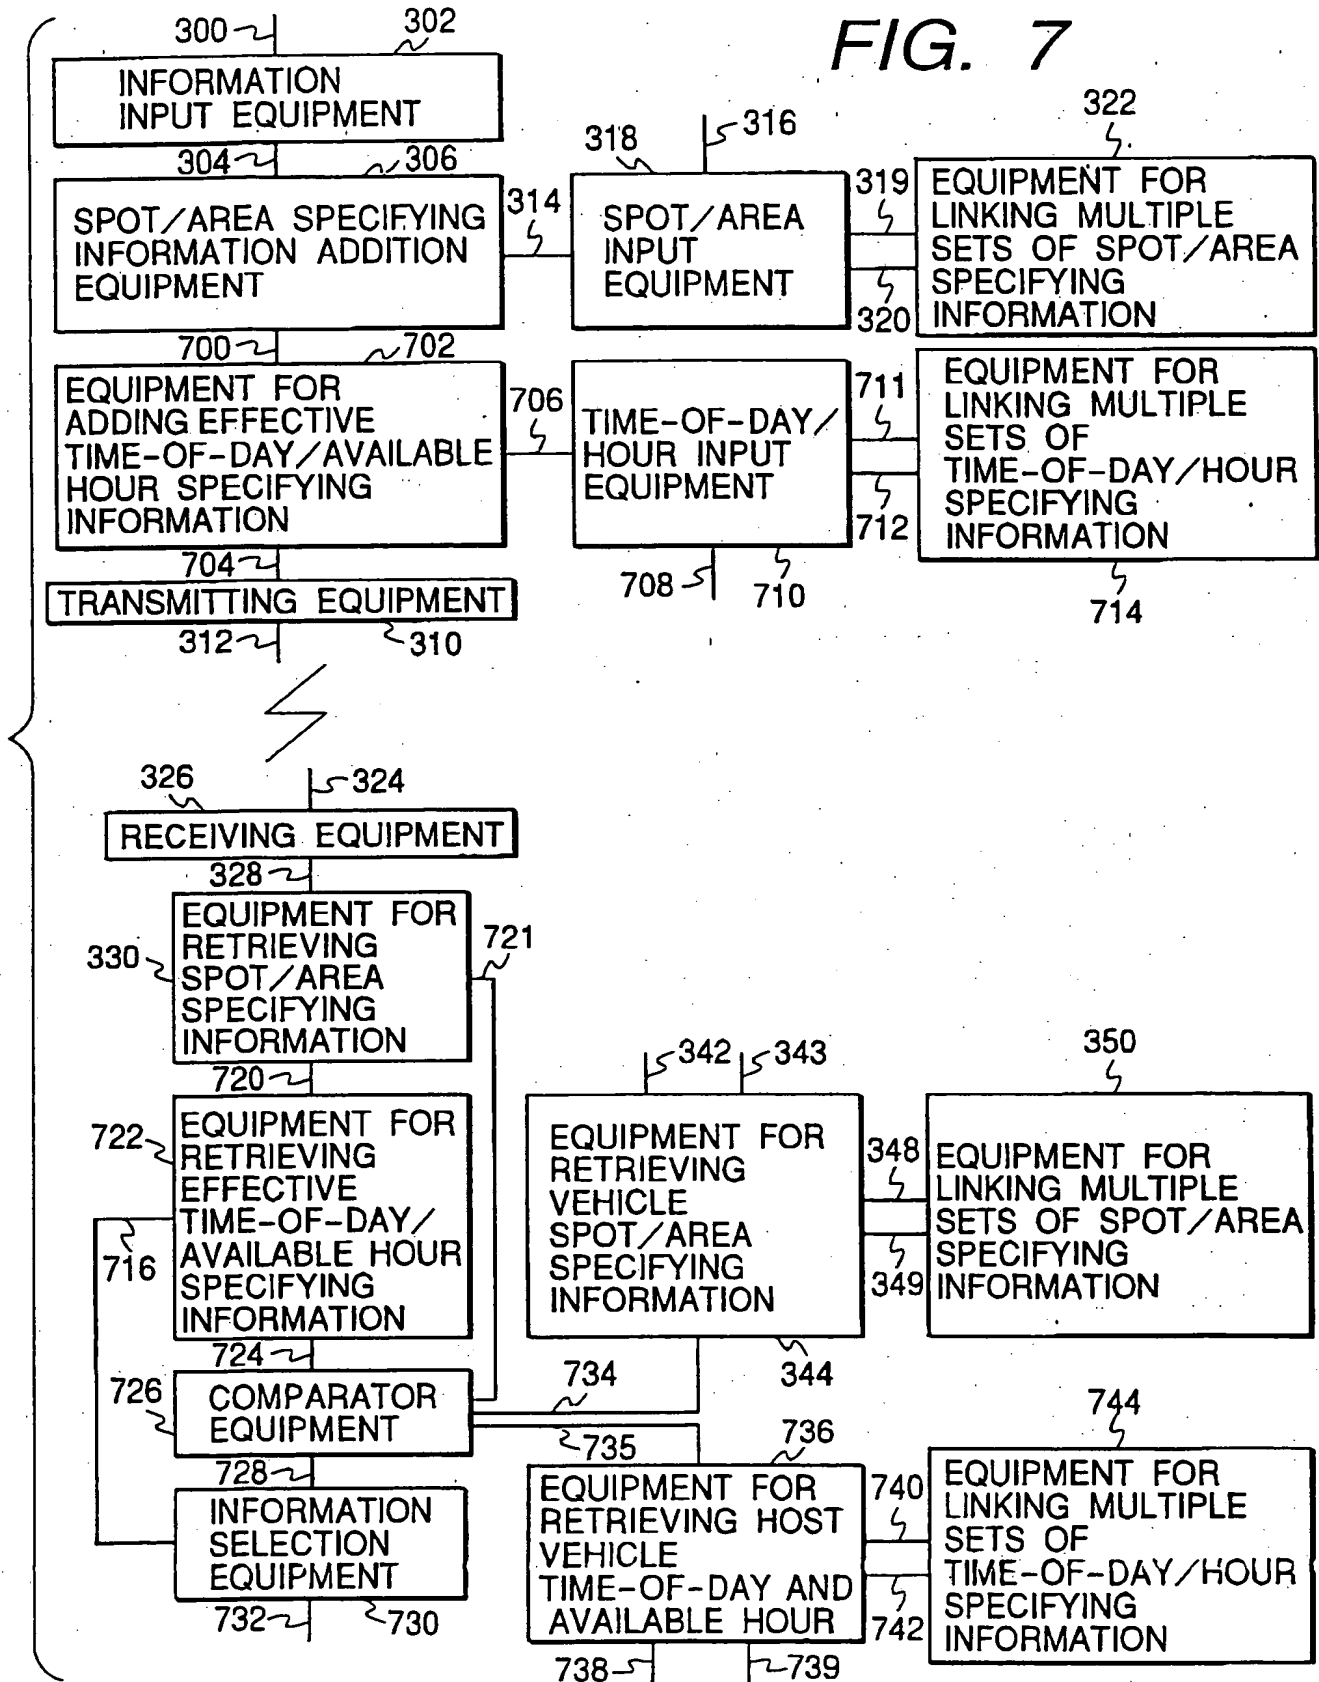 FIG. 7
300
302
INFORMATION
INPUT EQUIPMENT
304
306
SPOT/AREA SPECIFYING
INFORMATION ADDITION
EQUIPMENT
314
316
318
SPOT/AREA
INPUT
EQUIPMENT
319
320
322
EQUIPMENT FOR
LINKING MULTIPLE
SETS OF SPOT/AREA
SPECIFYING
INFORMATION
700
702
EQUIPMENT FOR
ADDING EFFECTIVE
TIME-OF-DAY/AVAILABLE
HOUR SPECIFYING
INFORMATION
706
TIME-OF-DAY/
HOUR INPUT
EQUIPMENT
708
710
711
712
EQUIPMENT FOR
LINKING MULTIPLE
SETS OF
TIME-OF-DAY/HOUR
SPECIFYING
INFORMATION
714
704
TRANSMITTING EQUIPMENT
312
310
326
324
RECEIVING EQUIPMENT
328
330
EQUIPMENT FOR
RETRIEVING
SPOT/AREA
SPECIFYING
INFORMATION
721
720
722
EQUIPMENT FOR
RETRIEVING
EFFECTIVE
TIME-OF-DAY/
AVAILABLE HOUR
SPECIFYING
INFORMATION
716
724
726
COMPARATOR
EQUIPMENT
728
INFORMATION
SELECTION
EQUIPMENT
732
730
342
343
EQUIPMENT FOR
RETRIEVING
VEHICLE
SPOT/AREA
SPECIFYING
INFORMATION
344
348
349
350
EQUIPMENT FOR
LINKING MULTIPLE
SETS OF SPOT/AREA
SPECIFYING
INFORMATION
734
735
736
EQUIPMENT FOR
RETRIEVING HOST
VEHICLE
TIME-OF-DAY AND
AVAILABLE HOUR
738
739
740
742
744
EQUIPMENT FOR
LINKING MULTIPLE
SETS OF
TIME-OF-DAY/HOUR
SPECIFYING
INFORMATION